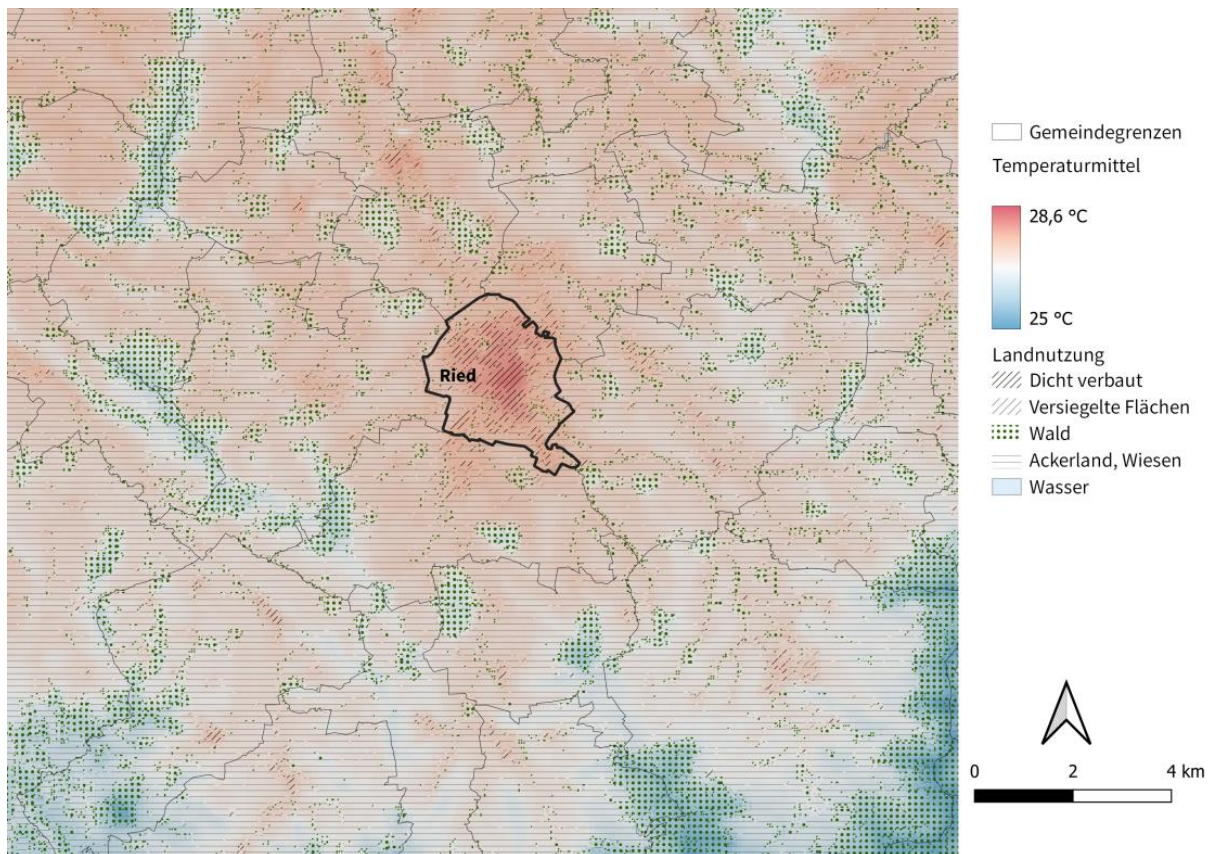 Ried
Gemeindegrenzen
Temperaturmittel
28,6 °C
25 °C
Landnutzung
Dicht verbaut
Versiegelte Flächen
Wald
Ackerland, Wiesen
Wasser
0 2 4 km